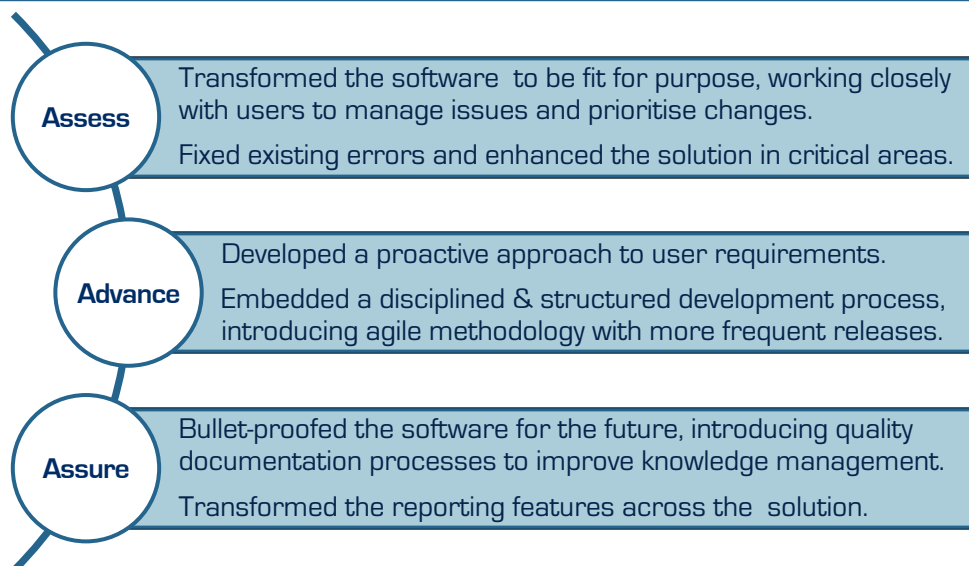 Assess
Transformed the software  to be fit for purpose, working closely
with users to manage issues and prioritise changes.
Fixed existing errors and enhanced the solution in critical areas.
Advance
Developed a proactive approach to user requirements.
Embedded a disciplined & structured development process,
introducing agile methodology with more frequent releases.
Assure
Bullet-proofed the software for the future, introducing quality
documentation processes to improve knowledge management.
Transformed the reporting features across the  solution.